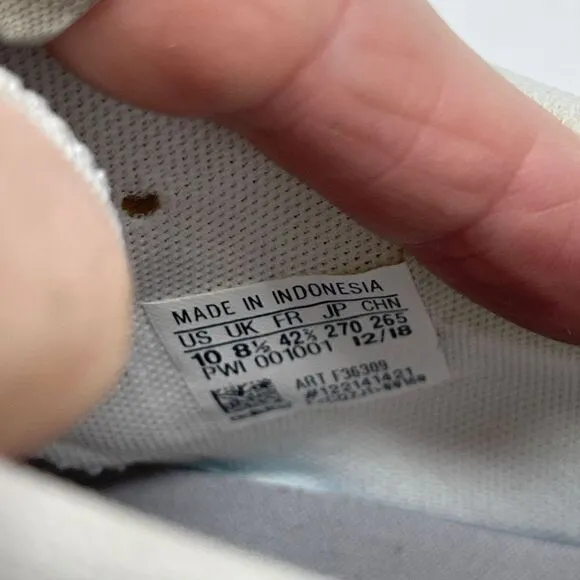 MADE IN INDONESIA
US UK FR JP CHN
10 8½ 42⅔ 270 265
PWI 001001 12/18
ART F36309
#122141421